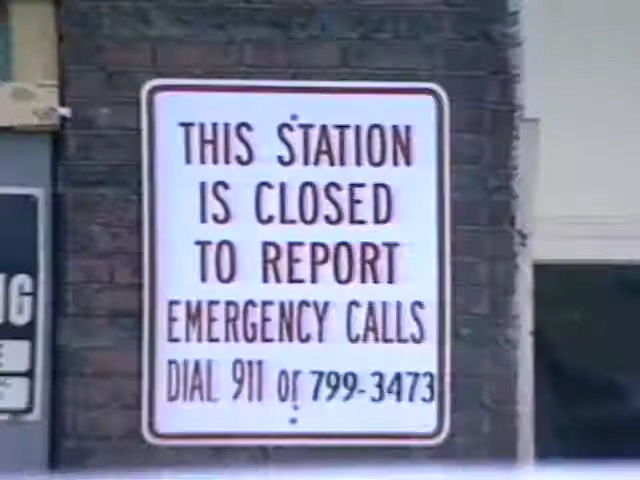 THIS STATION
IS CLOSED
TO REPORT
EMERGENCY CALLS
DIAL 911 or 799-3473